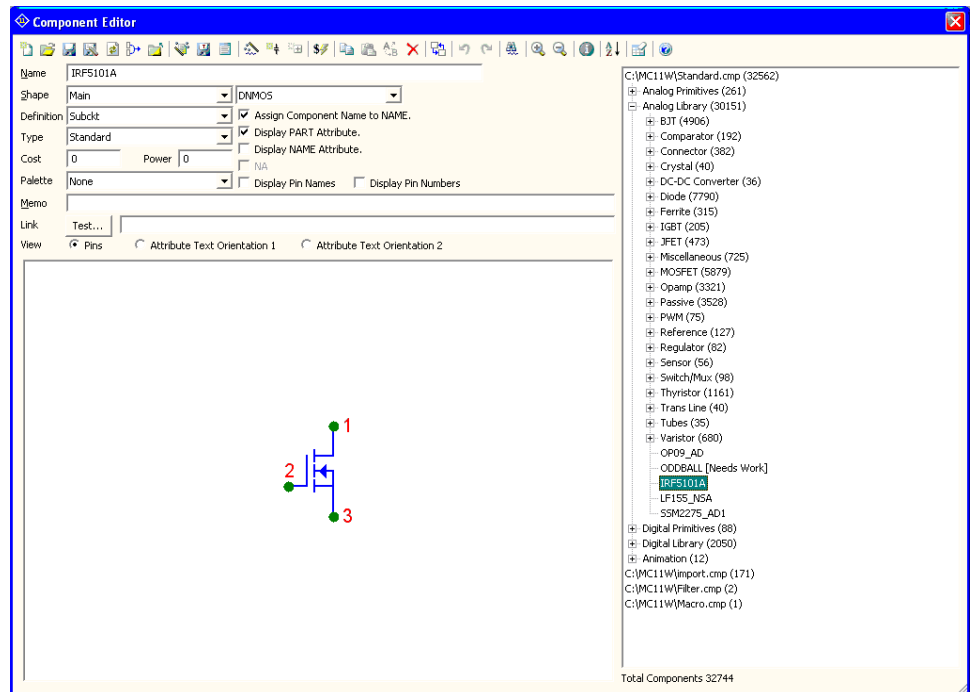 Component Editor
Name IRF5101A
Shape Main DNMOS
Definition Subckt Assign Component Name to NAME.
Type Standard Display PART Attribute.
Display NAME Attribute.
Cost 0 Power 0
NA
Palette None Display Pin Names Display Pin Numbers
Memo
Link Test...
View Pins Attribute Text Orientation 1 Attribute Text Orientation 2
1
2
3
C:\MC11W\Standard.cmp (32562)
Analog Primitives (261)
Analog Library (30151)
BJT (4906)
Comparator (192)
Connector (382)
Crystal (40)
DC-DC Converter (36)
Diode (7790)
Ferrite (315)
IGBT (205)
JFET (473)
Miscellaneous (725)
MOSFET (5879)
Opamp (3321)
Passive (3528)
PWM (75)
Reference (127)
Regulator (82)
Sensor (56)
Switch/Mux (98)
Thyristor (1161)
Trans Line (40)
Tubes (35)
Varistor (680)
OP09_AD
ODDBALL [Needs Work]
IRF5101A
LF155_NSA
SSM2275_AD1
Digital Primitives (88)
Digital Library (2050)
Animation (12)
C:\MC11W\import.cmp (171)
C:\MC11W\Filter.cmp (2)
C:\MC11W\Macro.cmp (1)
Total Components 32744